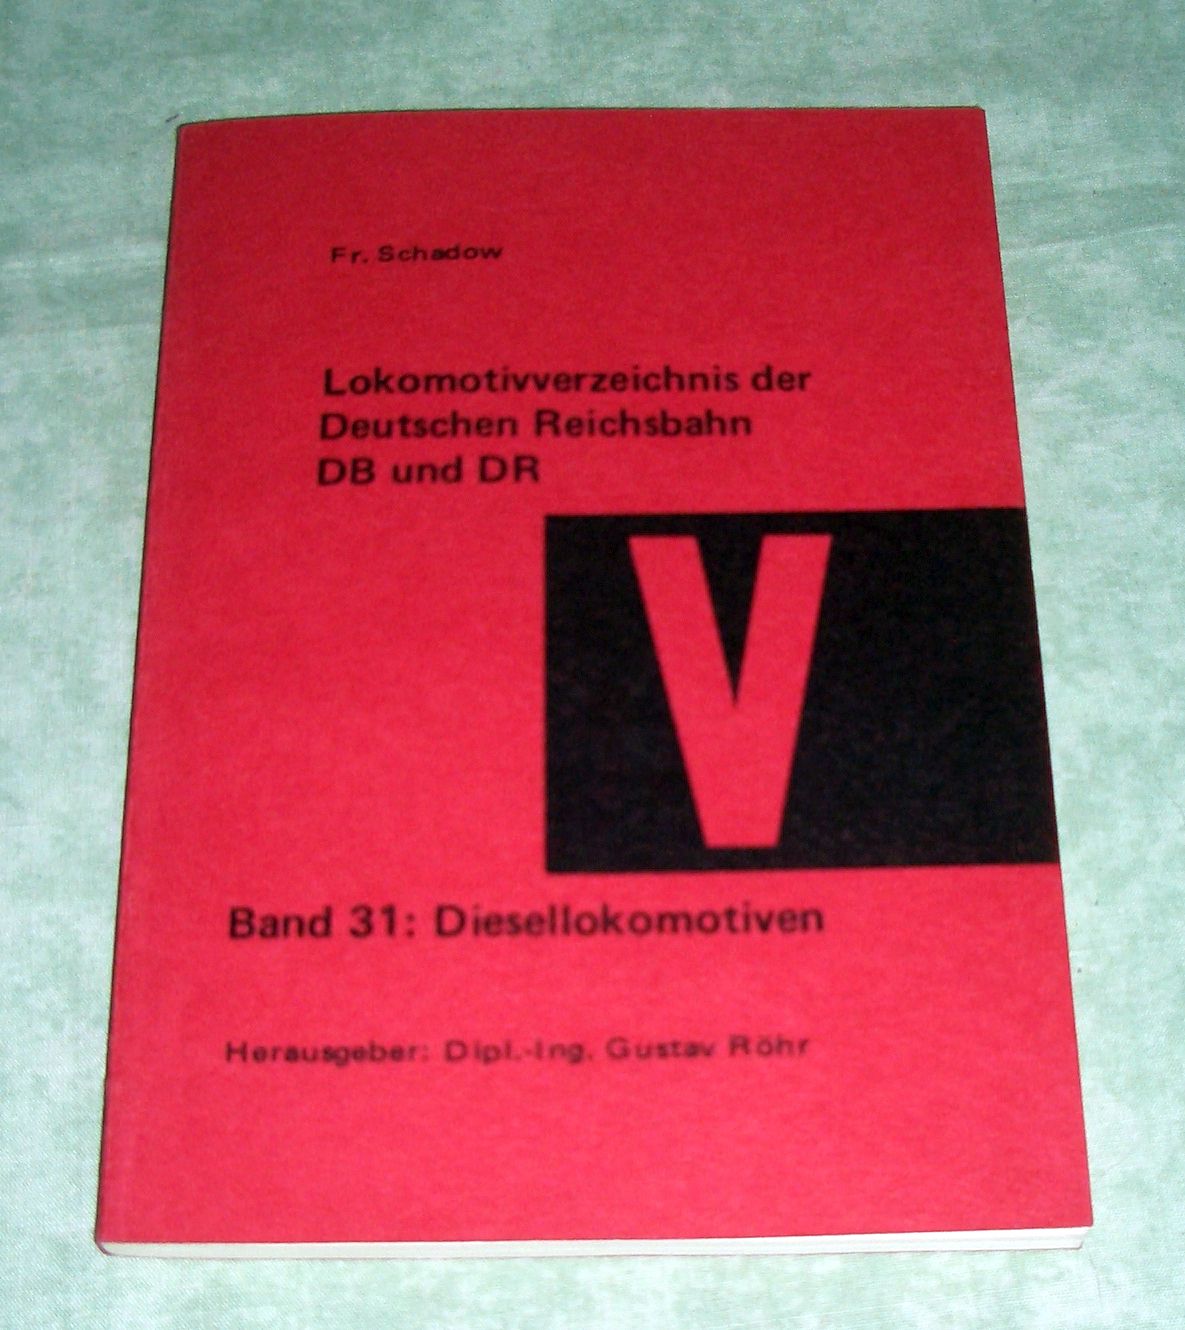 Fr. Schadow
Lokomotivverzeichnis der
Deutschen Reichsbahn
DB und DR
V
Band 31: Diesellokomotiven
Herausgeber: Dipl.-Ing. Gustav Röhr